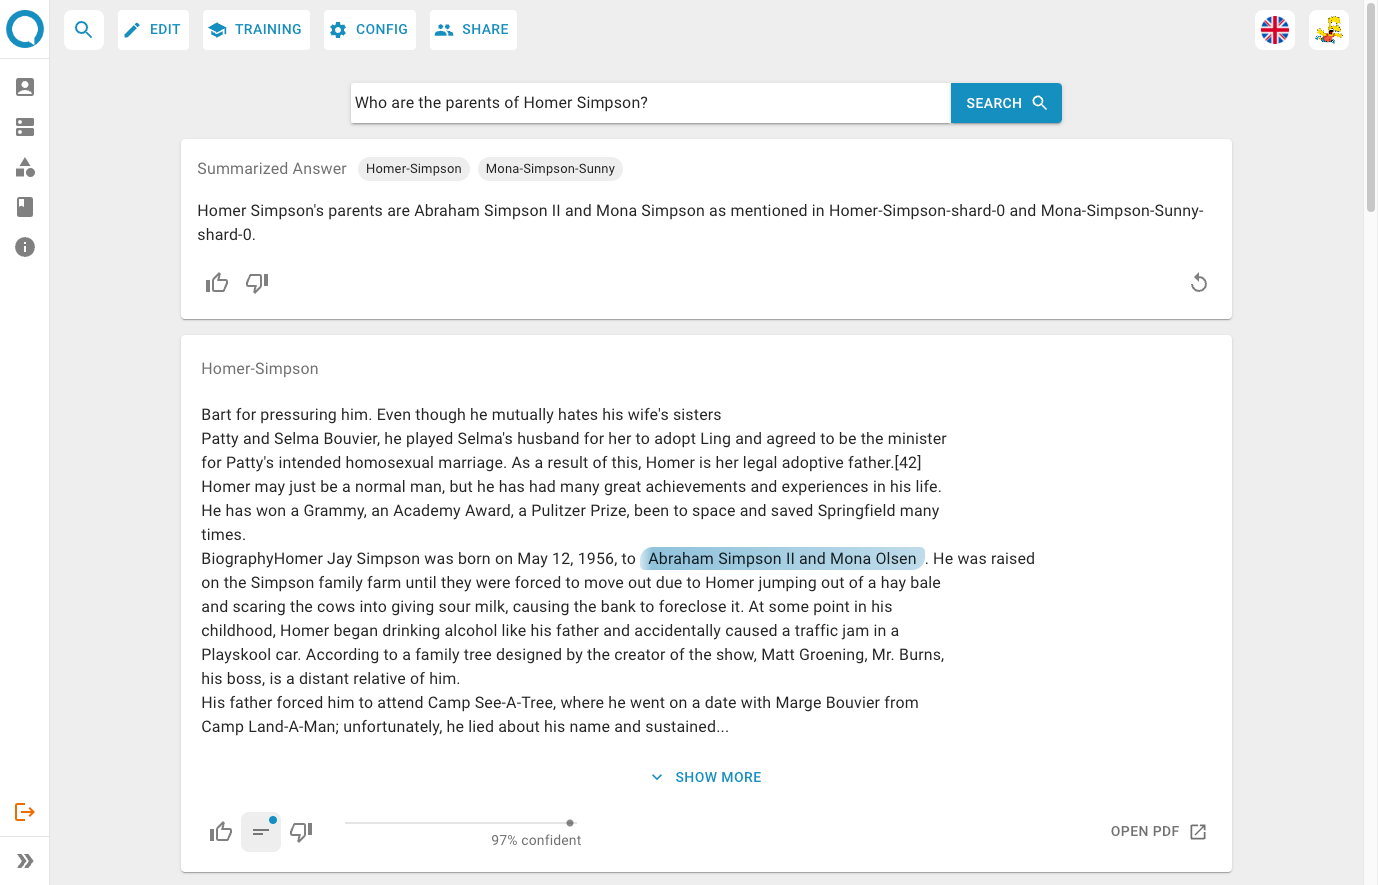 EDIT
TRAINING
CONFIG
SHARE
Who are the parents of Homer Simpson?
SEARCH
Summarized Answer
Homer-Simpson
Mona-Simpson-Sunny
Homer Simpson's parents are Abraham Simpson II and Mona Simpson as mentioned in Homer-Simpson-shard-0 and Mona-Simpson-Sunny-
shard-0.
Homer-Simpson
Bart for pressuring him. Even though he mutually hates his wife's sisters
Patty and Selma Bouvier, he played Selma's husband for her to adopt Ling and agreed to be the minister
for Patty's intended homosexual marriage. As a result of this, Homer is her legal adoptive father.[42]
Homer may just be a normal man, but he has had many great achievements and experiences in his life.
He has won a Grammy, an Academy Award, a Pulitzer Prize, been to space and saved Springfield many
times.
BiographyHomer Jay Simpson was born on May 12, 1956, to Abraham Simpson II and Mona Olsen . He was raised
on the Simpson family farm until they were forced to move out due to Homer jumping out of a hay bale
and scaring the cows into giving sour milk, causing the bank to foreclose it. At some point in his
childhood, Homer began drinking alcohol like his father and accidentally caused a traffic jam in a
Playskool car. According to a family tree designed by the creator of the show, Matt Groening, Mr. Burns,
his boss, is a distant relative of him.
His father forced him to attend Camp See-A-Tree, where he went on a date with Marge Bouvier from
Camp Land-A-Man; unfortunately, he lied about his name and sustained...
SHOW MORE
97% confident
OPEN PDF